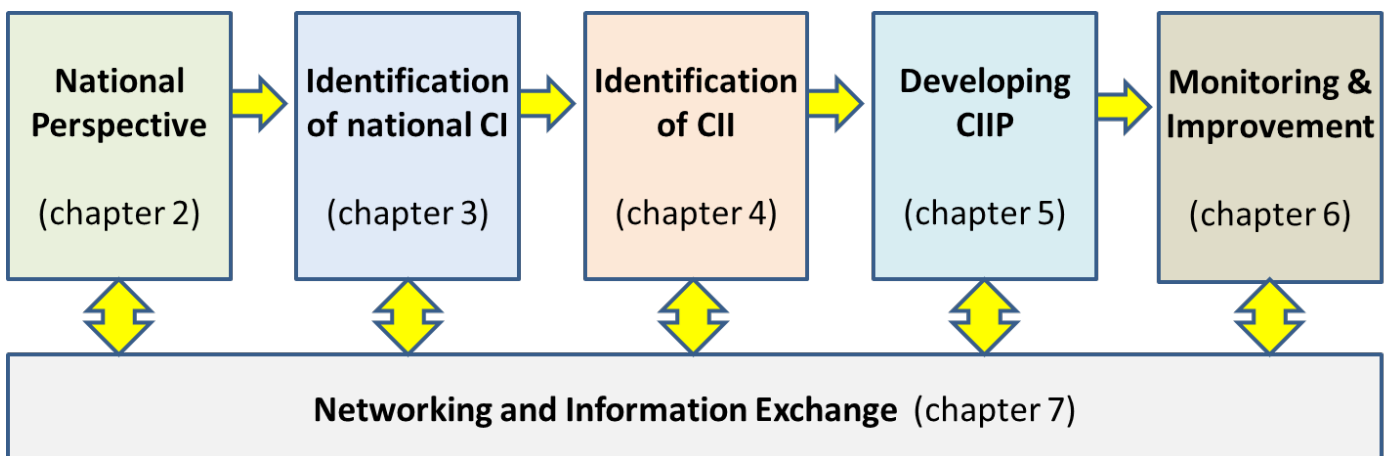 National
Perspective
(chapter 2)
Identification
of national CI
(chapter 3)
Identification
of CII
(chapter 4)
Developing
CIIP
(chapter 5)
Monitoring &
Improvement
(chapter 6)
Networking and Information Exchange (chapter 7)